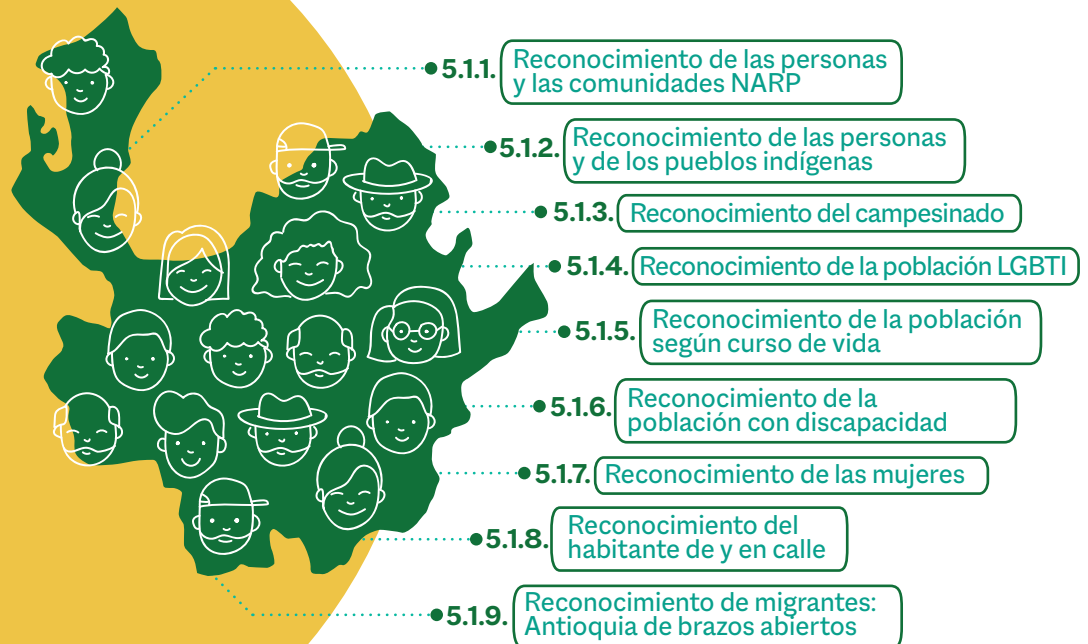 5.1.1. Reconocimiento de las personas
y las comunidades NARP
5.1.2. Reconocimiento de las personas
y de los pueblos indígenas
5.1.3. Reconocimiento del campesinado
5.1.4. Reconocimiento de la población LGBTI
5.1.5. Reconocimiento de la población
según curso de vida
5.1.6. Reconocimiento de la
población con discapacidad
5.1.7. Reconocimiento de las mujeres
5.1.8. Reconocimiento del
habitante de y en calle
5.1.9. Reconocimiento de migrantes:
Antioquia de brazos abiertos